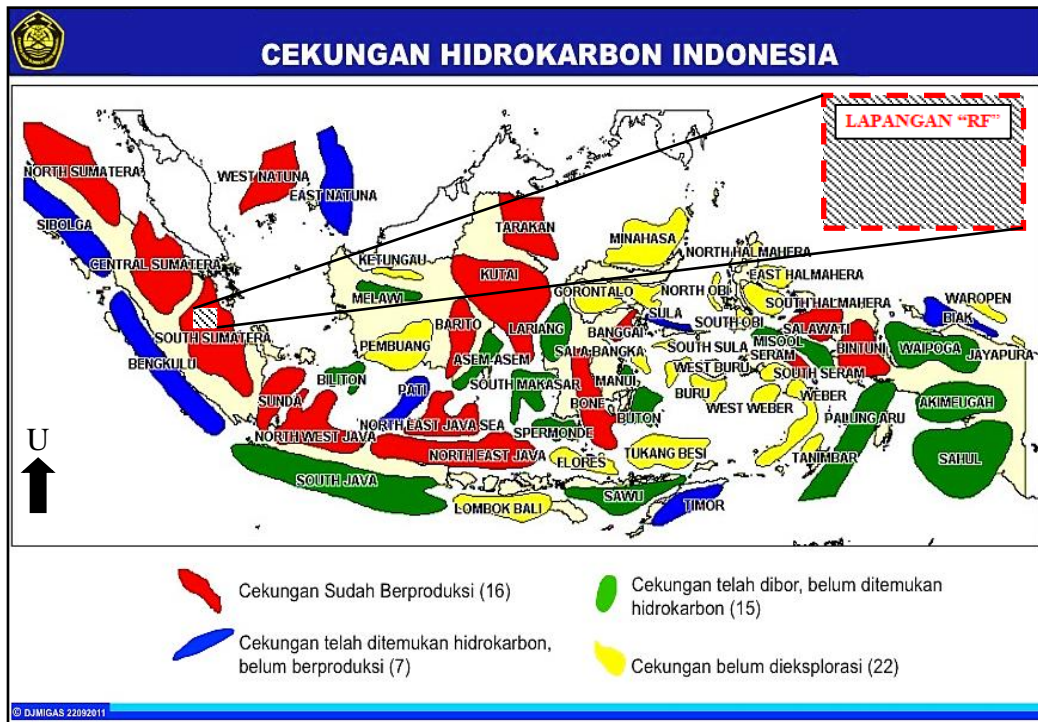 CEKUNGAN HIDROKARBON INDONESIA
LAPANGAN “RF”
NORTH SUMATERA
WEST NATUNA
EAST NATUNA
SIBOLGA
TARAKAN
MINAHASA
CENTRAL SUMATERA
KETUNGAU
KUTAI
NORTH HALMAHERA
EAST HALMAHERA
MELAWI
GORONTALO
NORTH OBI
SOUTH HALMAHERA
WAROPEN
SULA
BIAK
SOUTH SUMATERA
BARITO
LARIANG
BANGGAI
SOUTH OBI
SALAWATI
BENGKULU
PEMBUANG
ASEM-ASEM
SALA BANGKA
SOUTH SULA
MISOOL
SERAM
BINTUNI
WAIPOGA
JAYAPURA
BILITON
PATI
SOUTH MAKASAR
MANUI
WEST BURU
SOUTH SERAM
SUNDA
BONE
BURU
WEBER
AKIMEUGAH
NORTH WEST JAVA
NORTH EAST JAVA SEA
SPERMONDE
BUTON
WEST WEBER
PALUNG ARU
U
NORTH EAST JAVA
FLORES
TUKANG BESI
TANIMBAR
SAHUL
SOUTH JAVA
LOMBOK BALI
SAWU
TIMOR
Cekungan Sudah Berproduksi (16)
Cekungan telah ditemukan hidrokarbon,
belum berproduksi (7)
Cekungan telah dibor, belum ditemukan
hidrokarbon (15)
Cekungan belum dieksplorasi (22)
© DJMIGAS 22092011